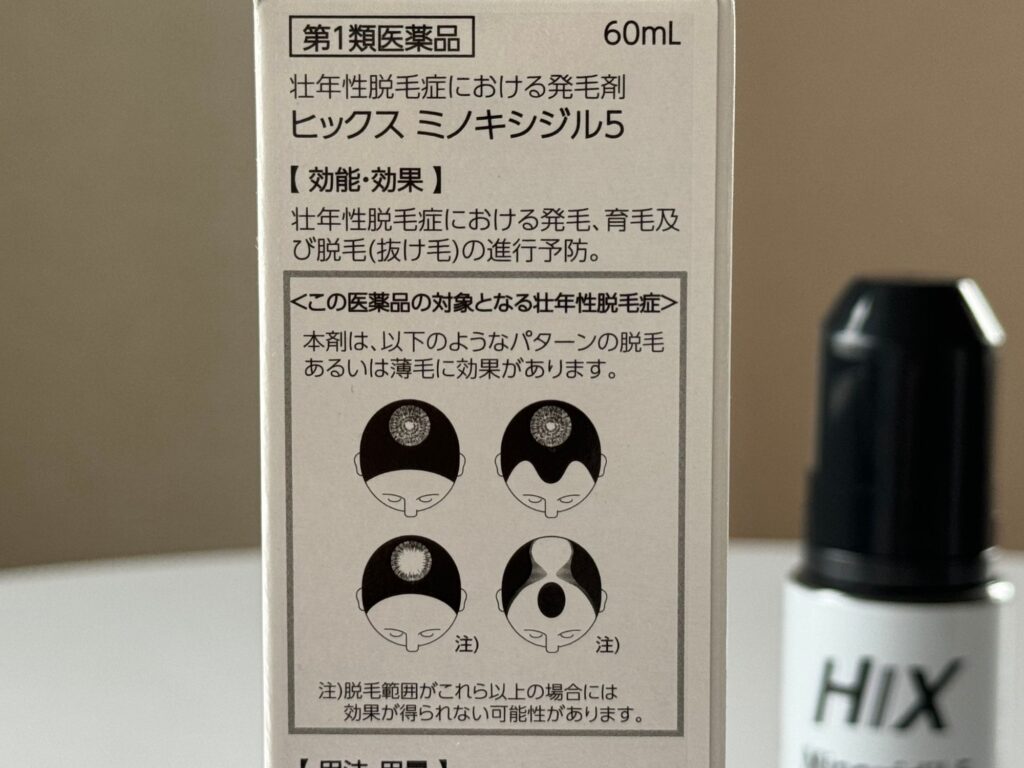 第1類医薬品 60mL
壮年性脱毛症における発毛剤
ヒックス ミノキシジル5
【 効能・効果 】
壮年性脱毛症における発毛、育毛及
び脱毛(抜け毛)の進行予防。
<この医薬品の対象となる壮年性脱毛症>
本剤は、以下のようなパターンの脱毛
あるいは薄毛に効果があります。
注)
注)
注)脱毛範囲がこれら以上の場合には
効果が得られない可能性があります。
【 用法・用量 】
HIX